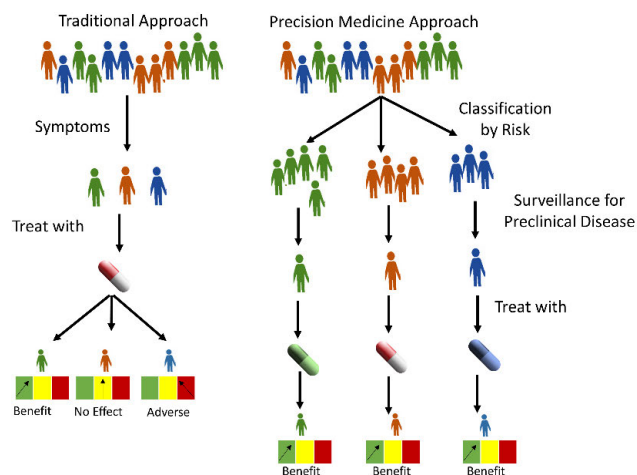 Traditional Approach
Precision Medicine Approach
Symptoms
Classification
by Risk
Surveillance for
Preclinical Disease
Treat with
Treat with
Benefit
No Effect
Adverse
Benefit
Benefit
Benefit